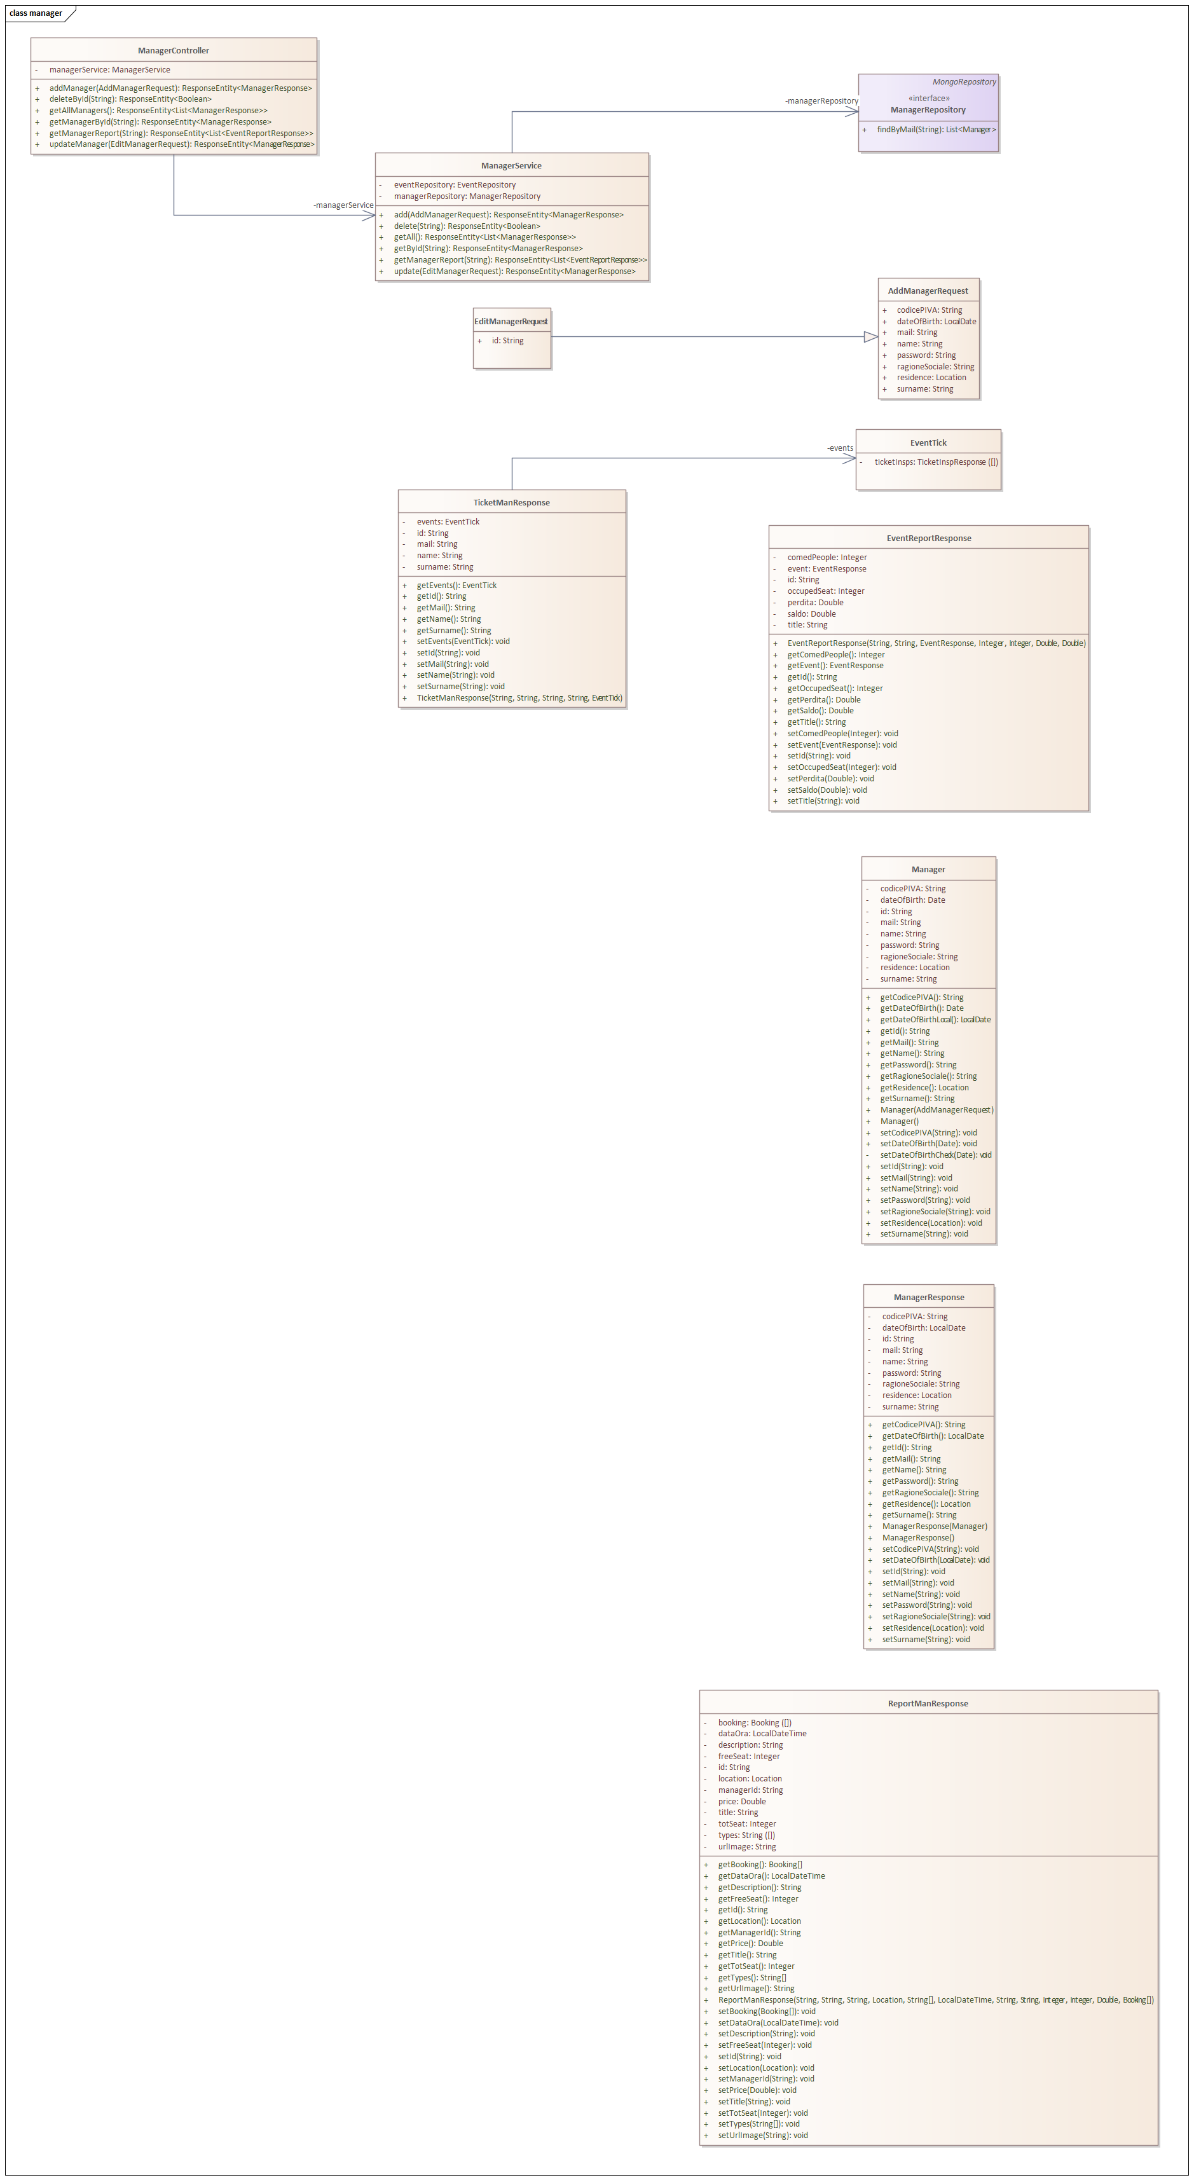 class manager
ManagerController
- managerService: ManagerService
+ addManager(AddManagerRequest): ResponseEntity<ManagerResponse>
+ deleteById(String): ResponseEntity<Boolean>
+ getAllManagers(): ResponseEntity<List<ManagerResponse>>
+ getManagerById(String): ResponseEntity<ManagerResponse>
+ getManagerReport(String): ResponseEntity<List<EventReportResponse>>
+ updateManager(EditManagerRequest): ResponseEntity<ManagerResponse>
MongoRepository
«interface»
ManagerRepository
+ findByMail(String): List<Manager>
-managerRepository
ManagerService
- eventRepository: EventRepository
- managerRepository: ManagerRepository
+ add(AddManagerRequest): ResponseEntity<ManagerResponse>
+ delete(String): ResponseEntity<Boolean>
+ getAll(): ResponseEntity<List<ManagerResponse>>
+ getById(String): ResponseEntity<ManagerResponse>
+ getManagerReport(String): ResponseEntity<List<EventReportResponse>>
+ update(EditManagerRequest): ResponseEntity<ManagerResponse>
-managerService
AddManagerRequest
+ codicePIVA: String
+ dateOfBirth: LocalDate
+ mail: String
+ name: String
+ password: String
+ ragioneSociale: String
+ residence: Location
+ surname: String
EditManagerRequest
+ id: String
EventTick
- ticketInsps: TicketInspResponse ([])
-events
TicketManResponse
- events: EventTick
- id: String
- mail: String
- name: String
- surname: String
+ getEvents(): EventTick
+ getId(): String
+ getMail(): String
+ getName(): String
+ getSurname(): String
+ setEvents(EventTick): void
+ setId(String): void
+ setMail(String): void
+ setName(String): void
+ setSurname(String): void
+ TicketManResponse(String, String, String, String, EventTick)
EventReportResponse
- comedPeople: Integer
- event: EventResponse
- id: String
- occupedSeat: Integer
- perdita: Double
- saldo: Double
- title: String
+ EventReportResponse(String, String, EventResponse, Integer, Integer, Double, Double)
+ getComedPeople(): Integer
+ getEvent(): EventResponse
+ getId(): String
+ getOccupedSeat(): Integer
+ getPerdita(): Double
+ getSaldo(): Double
+ getTitle(): String
+ setComedPeople(Integer): void
+ setEvent(EventResponse): void
+ setId(String): void
+ setOccupedSeat(Integer): void
+ setPerdita(Double): void
+ setSaldo(Double): void
+ setTitle(String): void
Manager
- codicePIVA: String
- dateOfBirth: Date
- id: String
- mail: String
- name: String
- password: String
- ragioneSociale: String
- residence: Location
- surname: String
+ getCodicePIVA(): String
+ getDateOfBirth(): Date
+ getDateOfBirthLocal(): LocalDate
+ getId(): String
+ getMail(): String
+ getName(): String
+ getPassword(): String
+ getRagioneSociale(): String
+ getResidence(): Location
+ getSurname(): String
+ Manager(AddManagerRequest)
+ Manager()
+ setCodicePIVA(String): void
+ setDateOfBirth(Date): void
- setDateOfBirthCheck(Date): void
+ setId(String): void
+ setMail(String): void
+ setName(String): void
+ setPassword(String): void
+ setRagioneSociale(String): void
+ setResidence(Location): void
+ setSurname(String): void
ManagerResponse
- codicePIVA: String
- dateOfBirth: LocalDate
- id: String
- mail: String
- name: String
- password: String
- ragioneSociale: String
- residence: Location
- surname: String
+ getCodicePIVA(): String
+ getDateOfBirth(): LocalDate
+ getId(): String
+ getMail(): String
+ getName(): String
+ getPassword(): String
+ getRagioneSociale(): String
+ getResidence(): Location
+ getSurname(): String
+ ManagerResponse(Manager)
+ ManagerResponse()
+ setCodicePIVA(String): void
+ setDateOfBirth(LocalDate): void
+ setId(String): void
+ setMail(String): void
+ setName(String): void
+ setPassword(String): void
+ setRagioneSociale(String): void
+ setResidence(Location): void
+ setSurname(String): void
ReportManResponse
- booking: Booking ([])
- dataOra: LocalDateTime
- description: String
- freeSeat: Integer
- id: String
- location: Location
- managerId: String
- price: Double
- title: String
- totSeat: Integer
- types: String ([])
- urlImage: String
+ getBooking(): Booking[]
+ getDataOra(): LocalDateTime
+ getDescription(): String
+ getFreeSeat(): Integer
+ getId(): String
+ getLocation(): Location
+ getManagerId(): String
+ getPrice(): Double
+ getTitle(): String
+ getTotSeat(): Integer
+ getTypes(): String[]
+ getUrlImage(): String
+ ReportManResponse(String, String, String, Location, String[], LocalDateTime, String, String, Integer, Integer, Double, Booking[])
+ setBooking(Booking[]): void
+ setDataOra(LocalDateTime): void
+ setDescription(String): void
+ setFreeSeat(Integer): void
+ setId(String): void
+ setLocation(Location): void
+ setManagerId(String): void
+ setPrice(Double): void
+ setTitle(String): void
+ setTotSeat(Integer): void
+ setTypes(String[]): void
+ setUrlImage(String): void